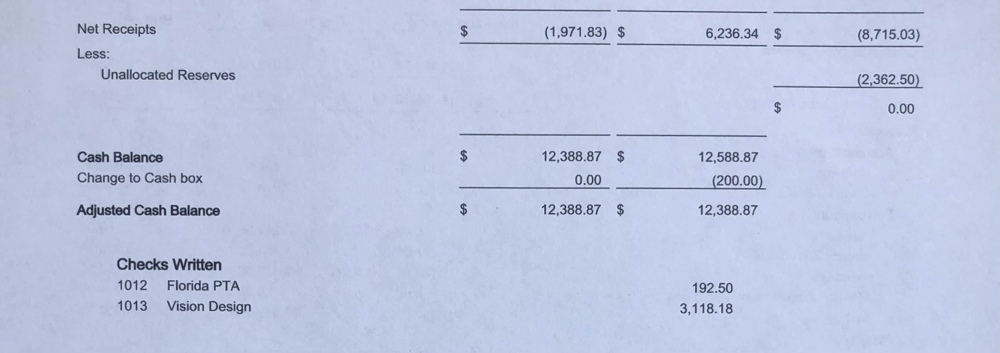 Net Receipts $ (1,971.83) $ 6,236.34 $ (8,715.03)
Less:
Unallocated Reserves (2,362.50)
$ 0.00
Cash Balance $ 12,388.87 $ 12,588.87
Change to Cash box 0.00 (200.00)
Adjusted Cash Balance $ 12,388.87 $ 12,388.87
Checks Written
1012 Florida PTA 192.50
1013 Vision Design 3,118.18